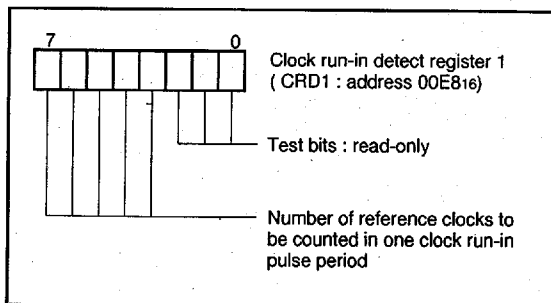 7 0
Clock run-in detect register 1
( CRD1 : address 00E816)
Test bits : read-only
Number of reference clocks to
be counted in one clock run-in
pulse period